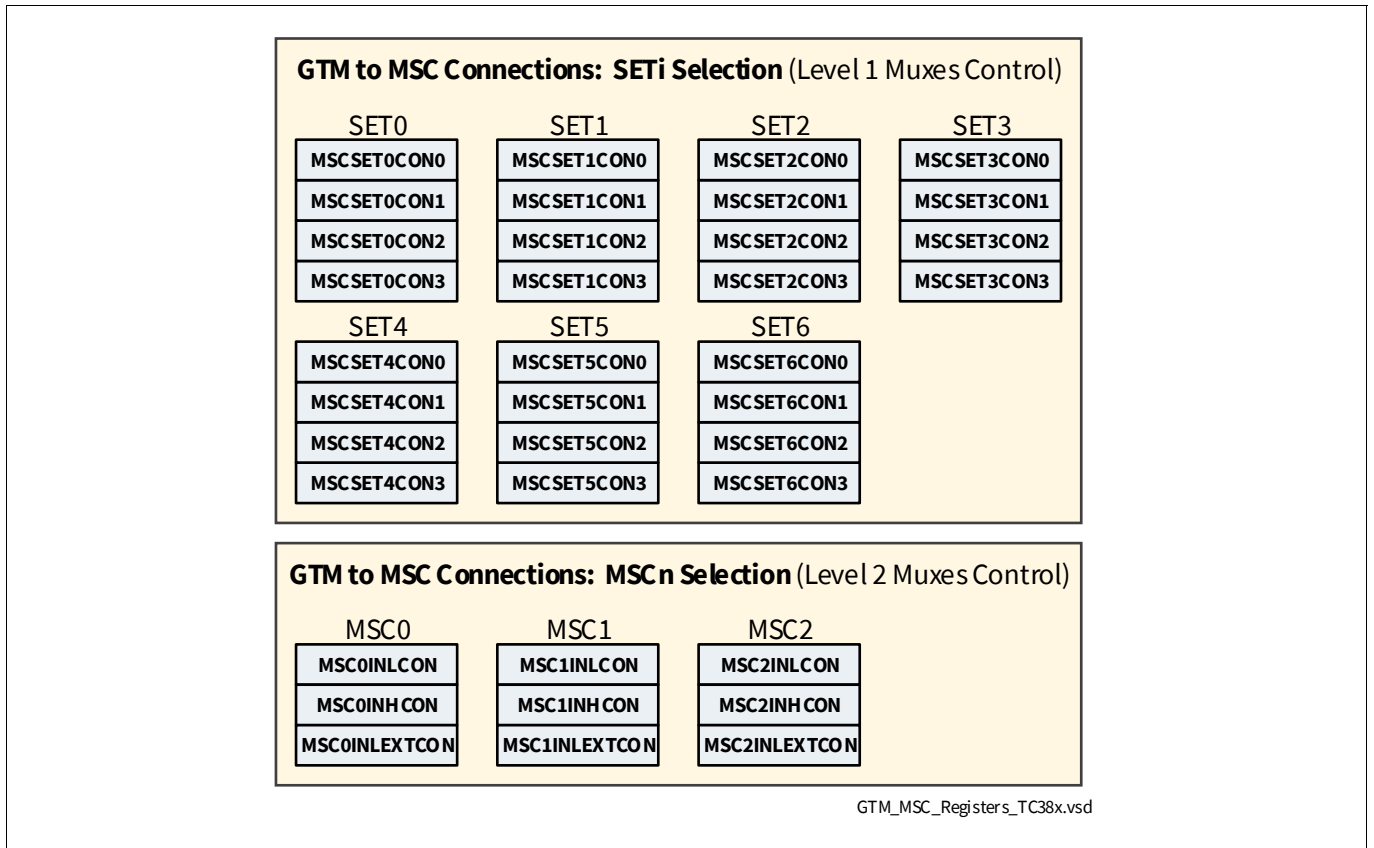 GTM to MSC Connections: SETi Selection (Level 1 Muxes Control)
SET0 SET1 SET2 SET3
MSCSET0CON0 MSCSET1CON0 MSCSET2CON0 MSCSET3CON0
MSCSET0CON1 MSCSET1CON1 MSCSET2CON1 MSCSET3CON1
MSCSET0CON2 MSCSET1CON2 MSCSET2CON2 MSCSET3CON2
MSCSET0CON3 MSCSET1CON3 MSCSET2CON3 MSCSET3CON3
SET4 SET5 SET6
MSCSET4CON0 MSCSET5CON0 MSCSET6CON0
MSCSET4CON1 MSCSET5CON1 MSCSET6CON1
MSCSET4CON2 MSCSET5CON2 MSCSET6CON2
MSCSET4CON3 MSCSET5CON3 MSCSET6CON3
GTM to MSC Connections: MSCn Selection (Level 2 Muxes Control)
MSC0 MSC1 MSC2
MSC0INLCON MSC1INLCON MSC2INLCON
MSC0INHCON MSC1INHCON MSC2INHCON
MSC0INLEXTCON MSC1INLEXTCON MSC2INLEXTCON
GTM_MSC_Registers_TC38x.vsd